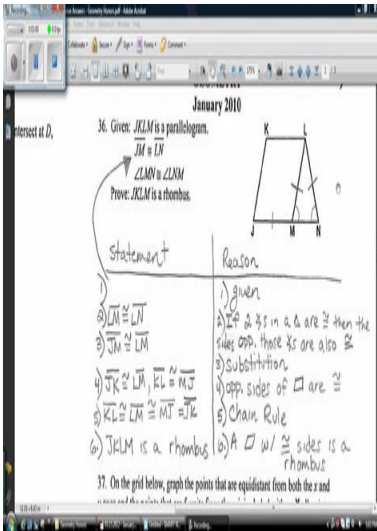 January 2010
ntersect at D,
36. Given: JKLM is a parallelogram.
JM ≅ LN
∠LMN ≅ ∠LNM
Prove: JKLM is a rhombus.
K L
J M N
Statement Reason
1) 1) given
2) LM ≅ LN 2) If 2 ∡s in a Δ are ≅ then the
sides opp. those ∡s are also ≅
3) JM ≅ LM 3) Substitution
4) JK ≅ LM, KL ≅ MJ 4) opp. sides of ▱ are ≅
5) KL ≅ LM ≅ MJ ≅ JK 5) Chain Rule
6) JKLM is a rhombus 6) A ▱ w/ ≅ sides is a
rhombus
37. On the grid below, graph the points that are equidistant from both the x and